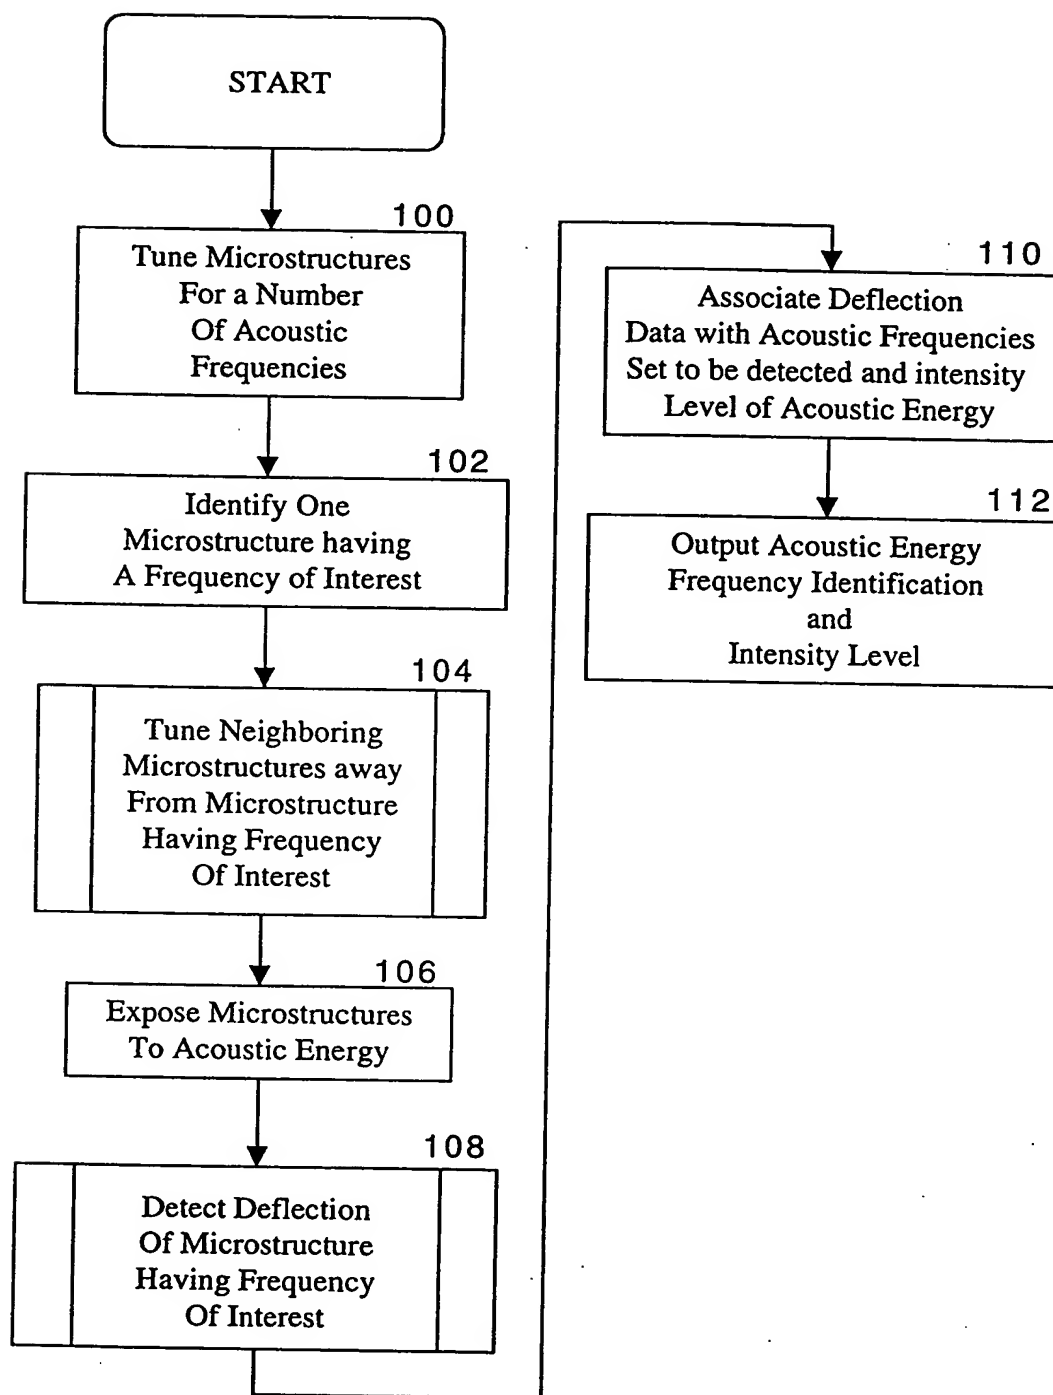 START
100
Tune Microstructures
For a Number
Of Acoustic
Frequencies
102
Identify One
Microstructure having
A Frequency of Interest
104
Tune Neighboring
Microstructures away
From Microstructure
Having Frequency
Of Interest
106
Expose Microstructures
To Acoustic Energy
108
Detect Deflection
Of Microstructure
Having Frequency
Of Interest
110
Associate Deflection
Data with Acoustic Frequencies
Set to be detected and intensity
Level of Acoustic Energy
112
Output Acoustic Energy
Frequency Identification
and
Intensity Level